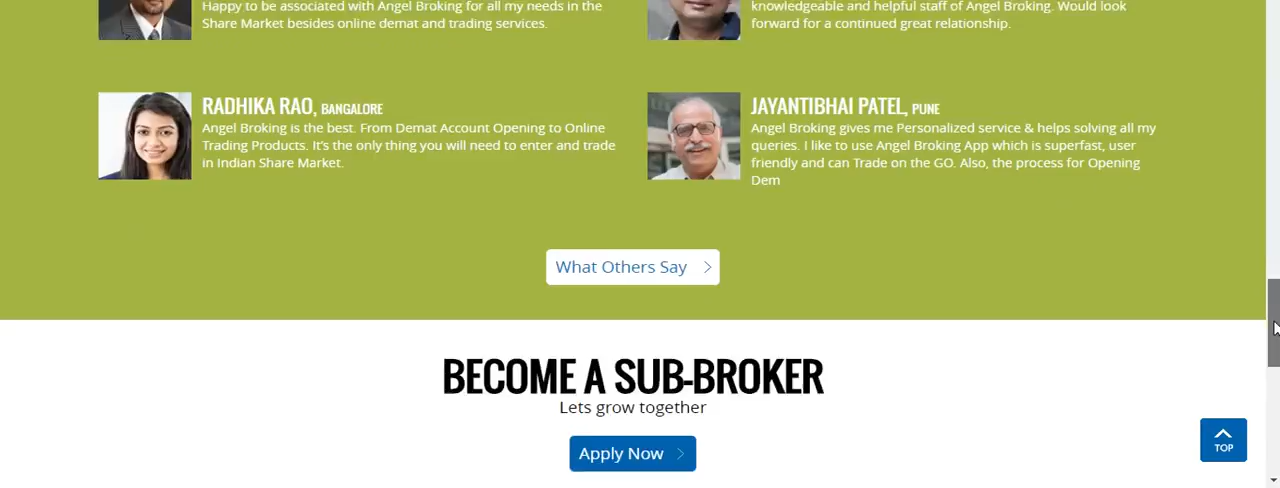 Happy to be associated with Angel Broking for all my needs in the
Share Market besides online demat and trading services.
knowledgeable and helpful staff of Angel Broking. Would look
forward for a continued great relationship.
RADHIKA RAO, BANGALORE
Angel Broking is the best. From Demat Account Opening to Online
Trading Products. It's the only thing you will need to enter and trade
in Indian Share Market.
JAYANTIBHAI PATEL, PUNE
Angel Broking gives me Personalized service & helps solving all my
queries. I like to use Angel Broking App which is superfast, user
friendly and can Trade on the GO. Also, the process for Opening
Dem
What Others Say
BECOME A SUB-BROKER
Lets grow together
Apply Now
TOP